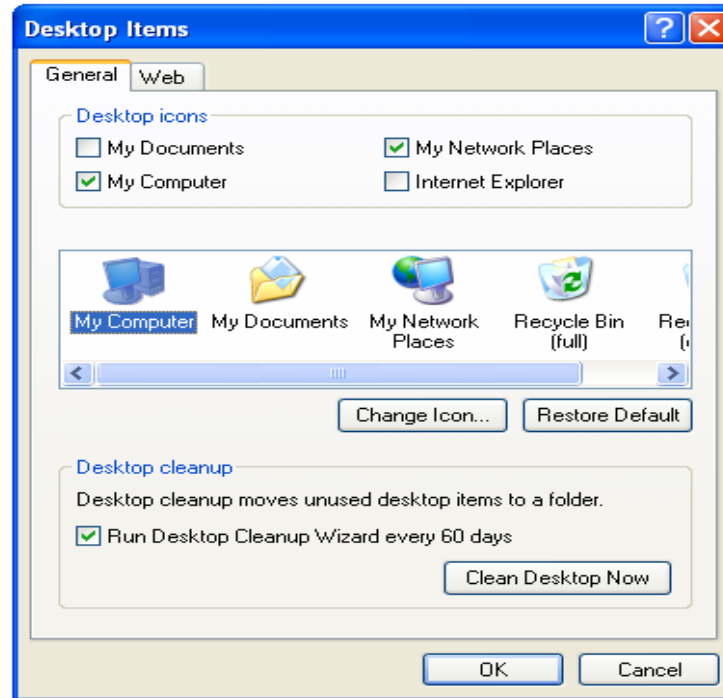 Desktop Items
General Web
Desktop icons
My Documents My Network Places
My Computer Internet Explorer
My Computer My Documents My Network Recycle Bin
Places (full)
Change Icon... Restore Default
Desktop cleanup
Desktop cleanup moves unused desktop items to a folder.
Run Desktop Cleanup Wizard every 60 days
Clean Desktop Now
OK Cancel